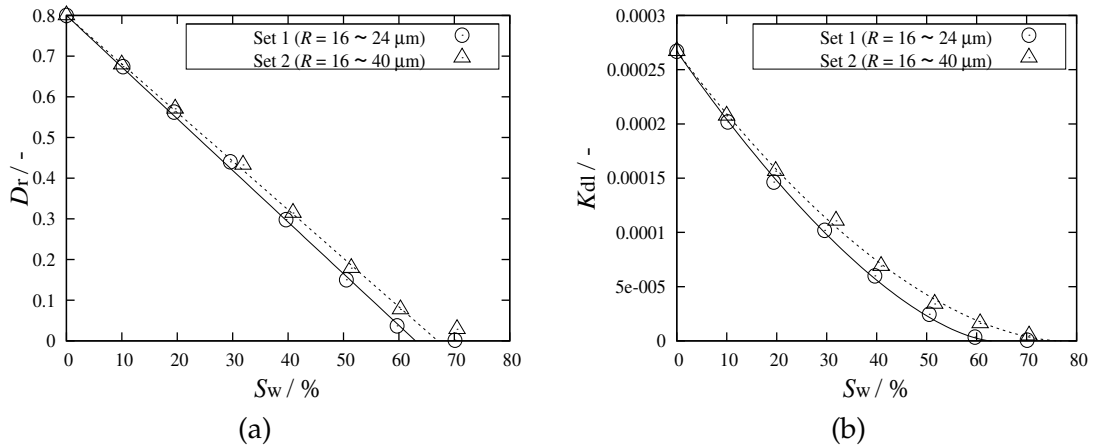 0.8
0.7
0.6
0.5
0.4
0.3
0.2
0.1
0
Dr / -
0 10 20 30 40 50 60 70 80
Sw / %
Set 1 (R = 16 ~ 24 μm)
Set 2 (R = 16 ~ 40 μm)
(a)
0.0003
0.00025
0.0002
0.00015
0.0001
5e-005
0
Kdl / -
0 10 20 30 40 50 60 70 80
Sw / %
Set 1 (R = 16 ~ 24 μm)
Set 2 (R = 16 ~ 40 μm)
(b)